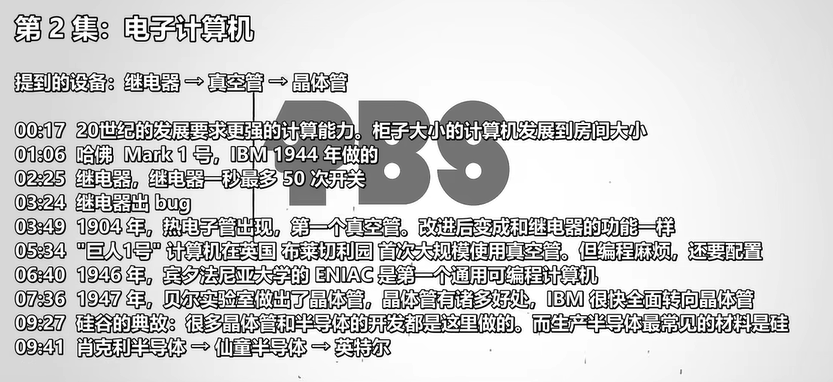 第 2 集：电子计算机
提到的设备：继电器 → 真空管 → 晶体管
PBS
00:17 20世纪的发展要求更强的计算能力。柜子大小的计算机发展到房间大小
01:06 哈佛 Mark 1 号，IBM 1944 年做的
02:25 继电器，继电器一秒最多 50 次开关
03:24 继电器出 bug
03:49 1904 年，热电子管出现，第一个真空管。改进后变成和继电器的功能一样
05:34 "巨人1号" 计算机在英国 布莱切利园 首次大规模使用真空管。但编程麻烦，还要配置
06:40 1946 年，宾夕法尼亚大学的 ENIAC 是第一个通用可编程计算机
07:36 1947 年，贝尔实验室做出了晶体管，晶体管有诸多好处，IBM 很快全面转向晶体管
09:27 硅谷的典故：很多晶体管和半导体的开发都是这里做的。而生产半导体最常见的材料是硅
09:41 肖克利半导体 → 仙童半导体 → 英特尔